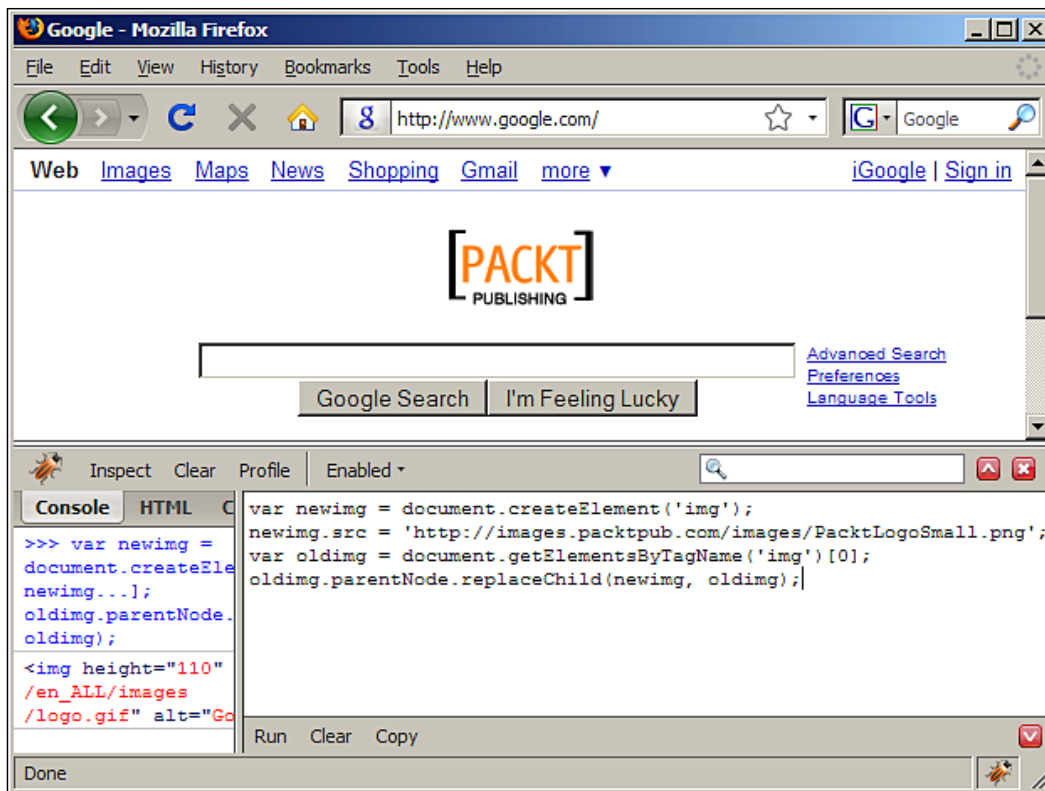 Google - Mozilla Firefox
File Edit View History Bookmarks Tools Help
g http://www.google.com/ G Google
Web Images Maps News Shopping Gmail more ▼ iGoogle | Sign in
[PACKT]
PUBLISHING
Advanced Search
Preferences
Language Tools
Google Search I'm Feeling Lucky
Inspect Clear Profile Enabled
Console HTML C
>>> var newimg =
document.createEle
newimg...];
oldimg.parentNode.
oldimg);
<img height="110"
/en_ALL/images
/logo.gif" alt="Go
var newimg = document.createElement('img');
newimg.src = 'http://images.packtpub.com/images/PacktLogoSmall.png';
var oldimg = document.getElementsByTagName('img')[0];
oldimg.parentNode.replaceChild(newimg, oldimg);
Run Clear Copy
Done